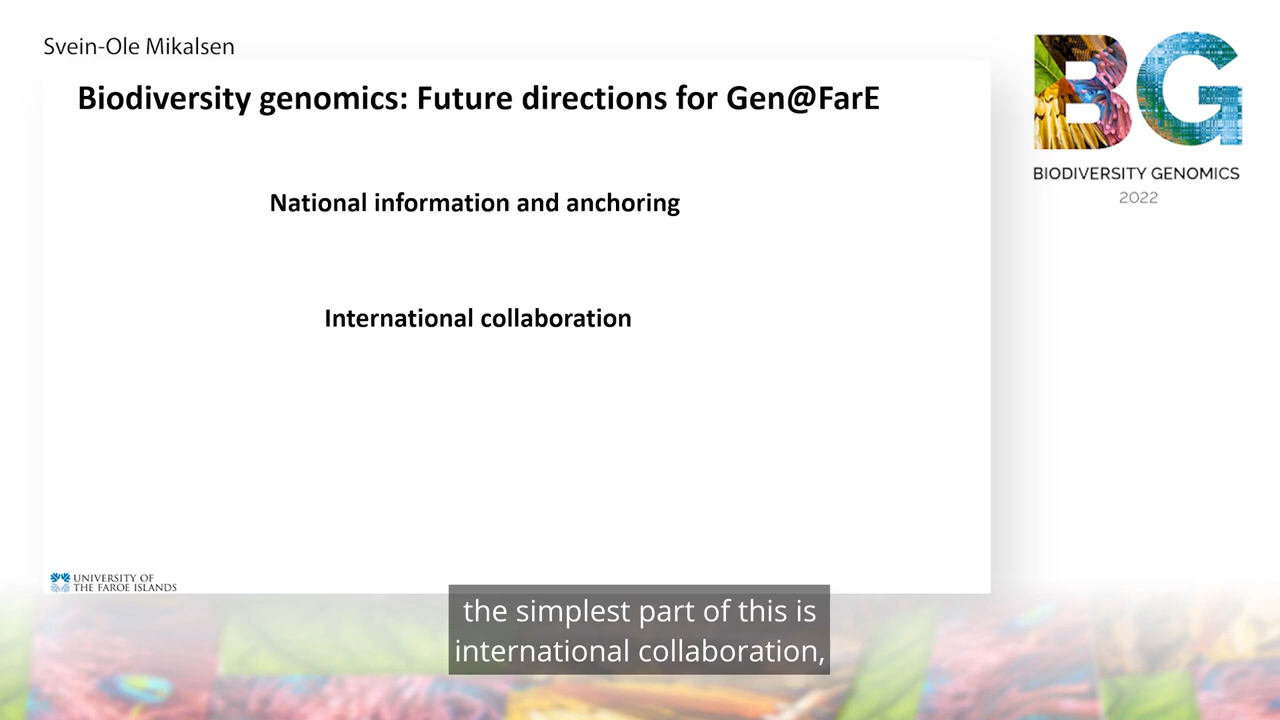 Svein-Ole Mikalsen
Biodiversity genomics: Future directions for Gen@FarE
National information and anchoring
International collaboration
BG
BIODIVERSITY GENOMICS
2022
UNIVERSITY OF
THE FAROE ISLANDS
the simplest part of this is
international collaboration,